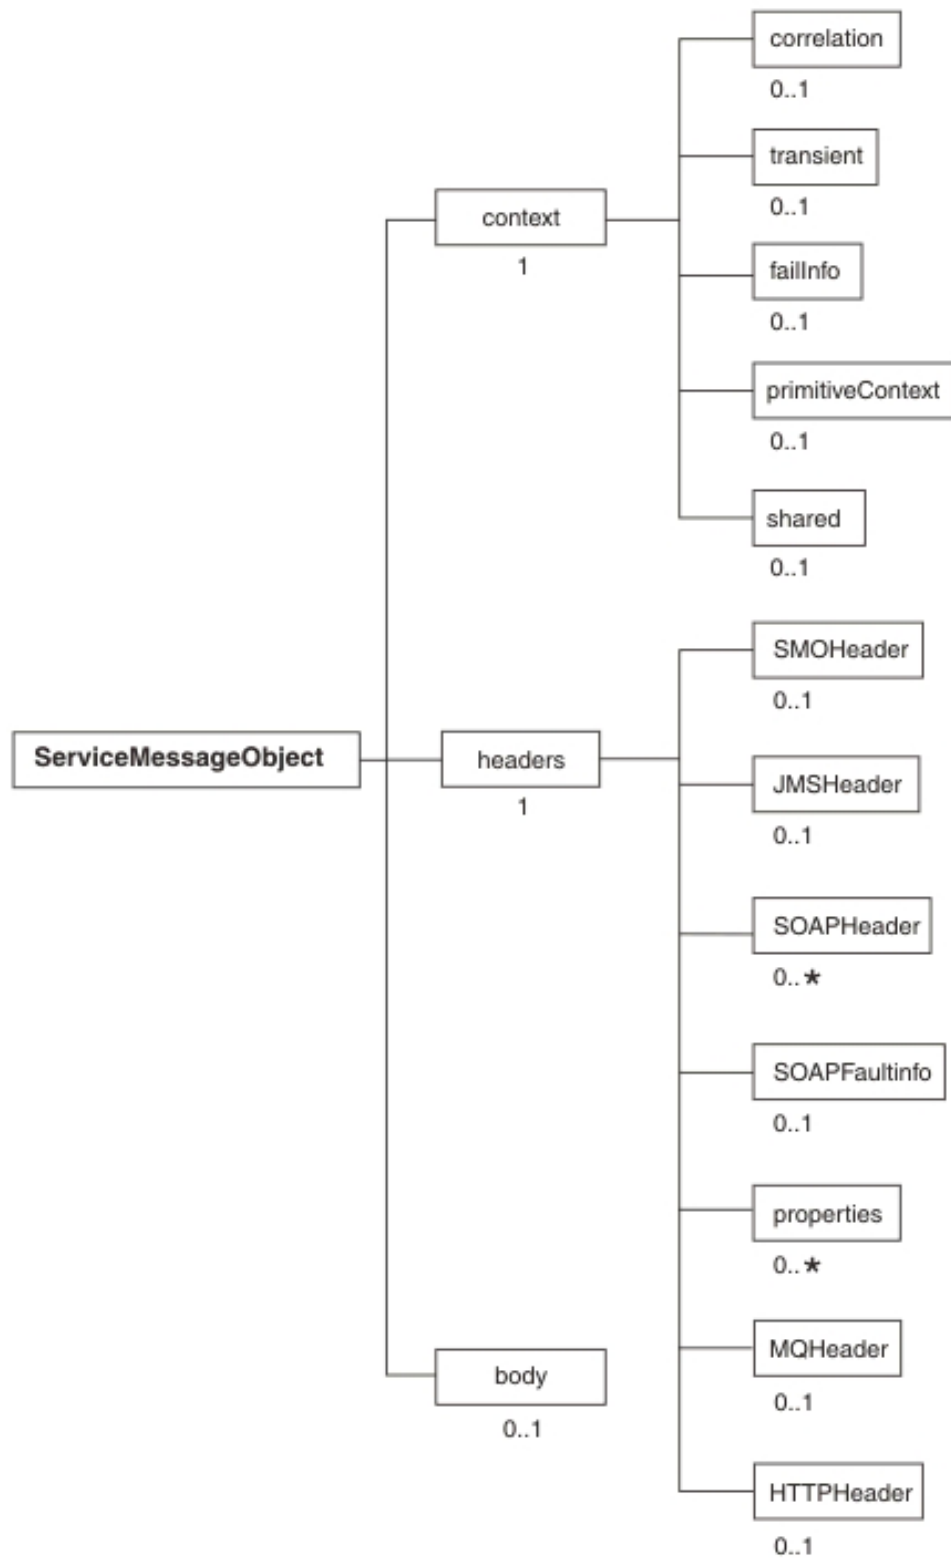 correlation
0..1
transient
0..1
context
1
failInfo
0..1
primitiveContext
0..1
shared
0..1
SMOHeader
0..1
ServiceMessageObject
headers
1
JMSHeader
0..1
SOAPHeader
0..*
SOAPFaultinfo
0..1
properties
0..*
MQHeader
0..1
body
0..1
HTTPHeader
0..1